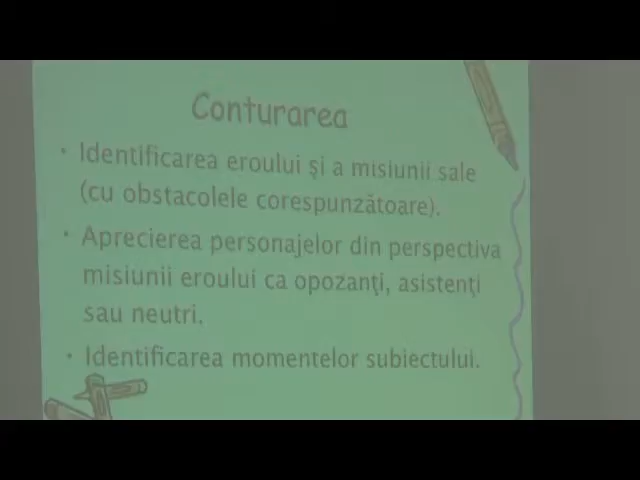 Conturarea
• Identificarea eroului şi a misiunii sale
(cu obstacolele corespunzătoare).
• Aprecierea personajelor din perspectiva
misiunii eroului ca opozanţi, asistenţi
sau neutri.
• Identificarea momentelor subiectului.